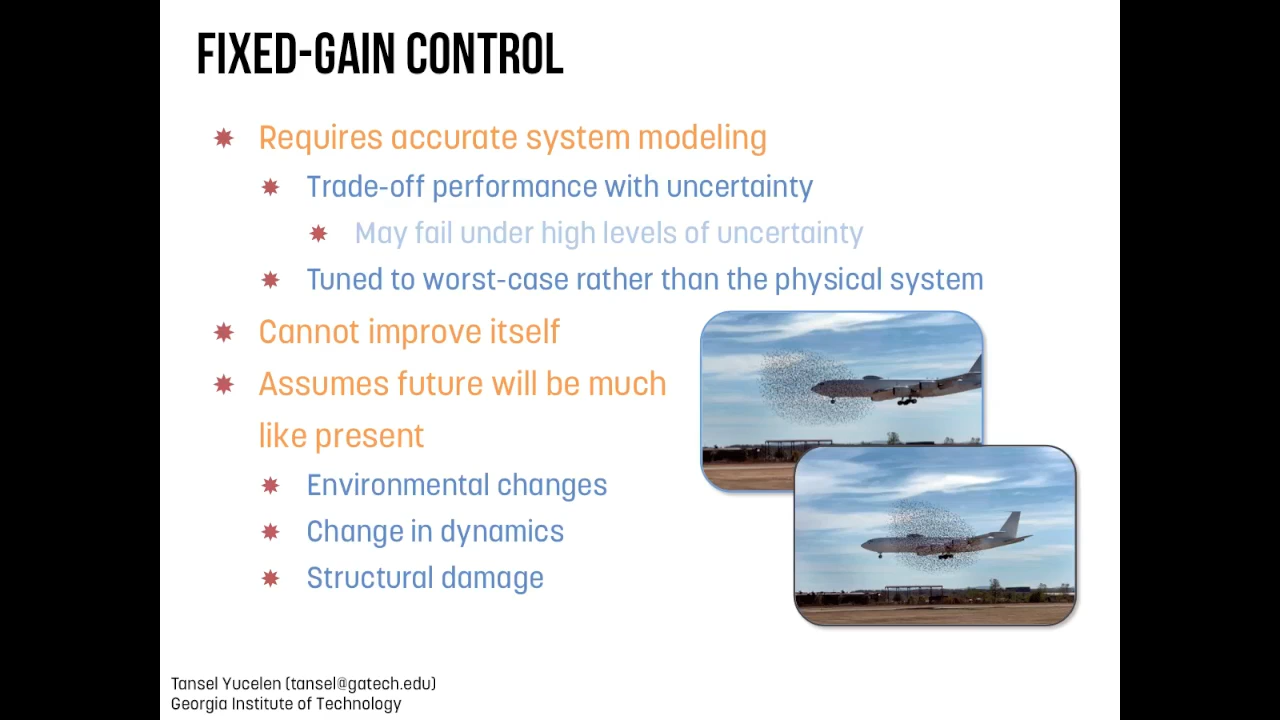 FIXED-GAIN CONTROL
Requires accurate system modeling
Trade-off performance with uncertainty
May fail under high levels of uncertainty
Tuned to worst-case rather than the physical system
Cannot improve itself
Assumes future will be much
like present
Environmental changes
Change in dynamics
Structural damage
Tansel Yucelen (tansel@gatech.edu)
Georgia Institute of Technology